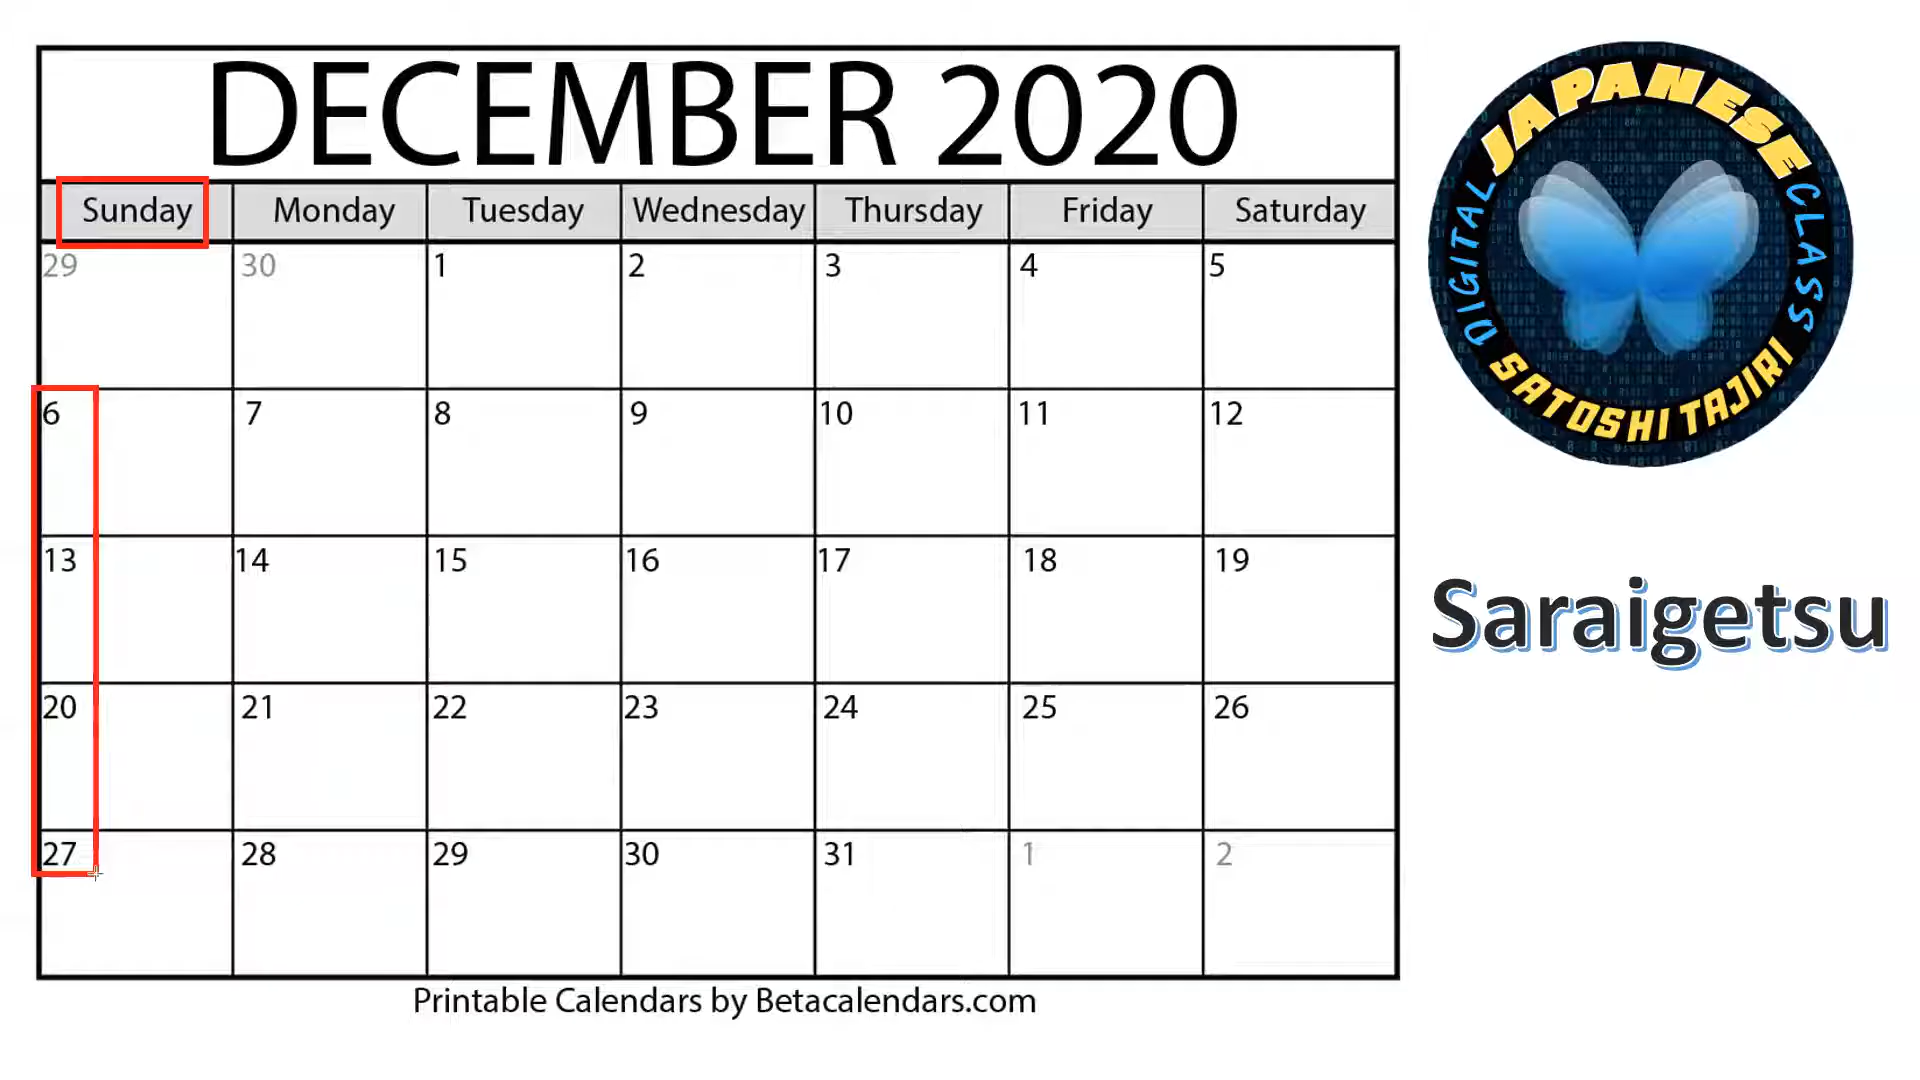 DECEMBER 2020
Sunday Monday Tuesday Wednesday Thursday Friday Saturday
29 30 1 2 3 4 5
6 7 8 9 10 11 12
13 14 15 16 17 18 19
20 21 22 23 24 25 26
27 28 29 30 31 1 2
Printable Calendars by Betacalendars.com
DIGITAL JAPANESE CLASS
SATOSHI TAJIRI
Saraigetsu